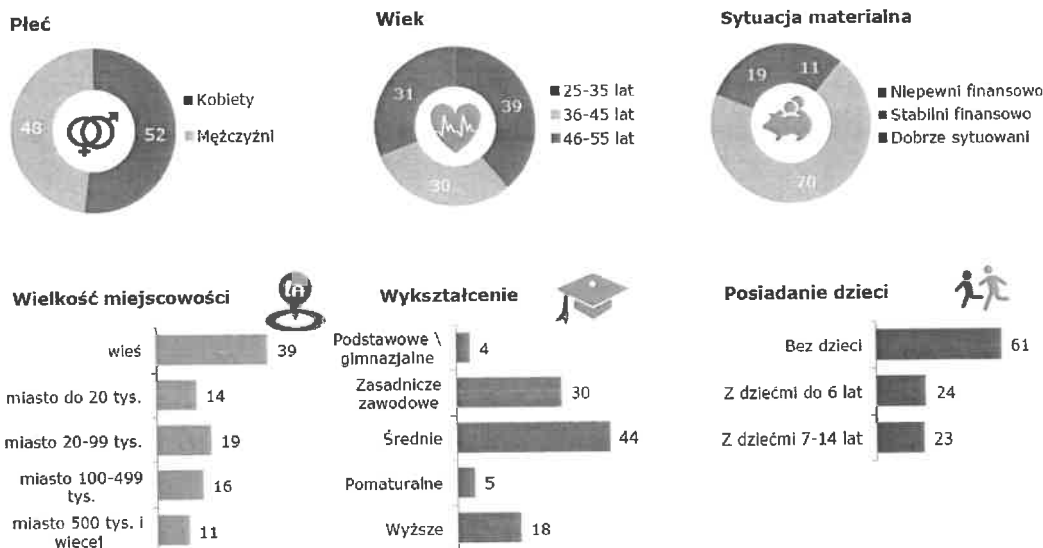 Płeć
48
52
Kobiety
Mężczyźni
Wiek
31
39
30
25-35 lat
36-45 lat
46-55 lat
Sytuacja materialna
19
11
70
Niepewni finansowo
Stabilni finansowo
Dobrze sytuowani
Wielkość miejscowości
wieś
39
miasto do 20 tys.
14
miasto 20-99 tys.
19
miasto 100-499
tys.
16
miasto 500 tys. i
więcej
11
Wykształcenie
Podstawowe \
gimnazjalne
4
Zasadnicze
zawodowe
30
Średnie
44
Pomaturalne
5
Wyższe
18
Posiadanie dzieci
Bez dzieci
61
Z dziećmi do 6 lat
24
Z dziećmi 7-14 lat
23